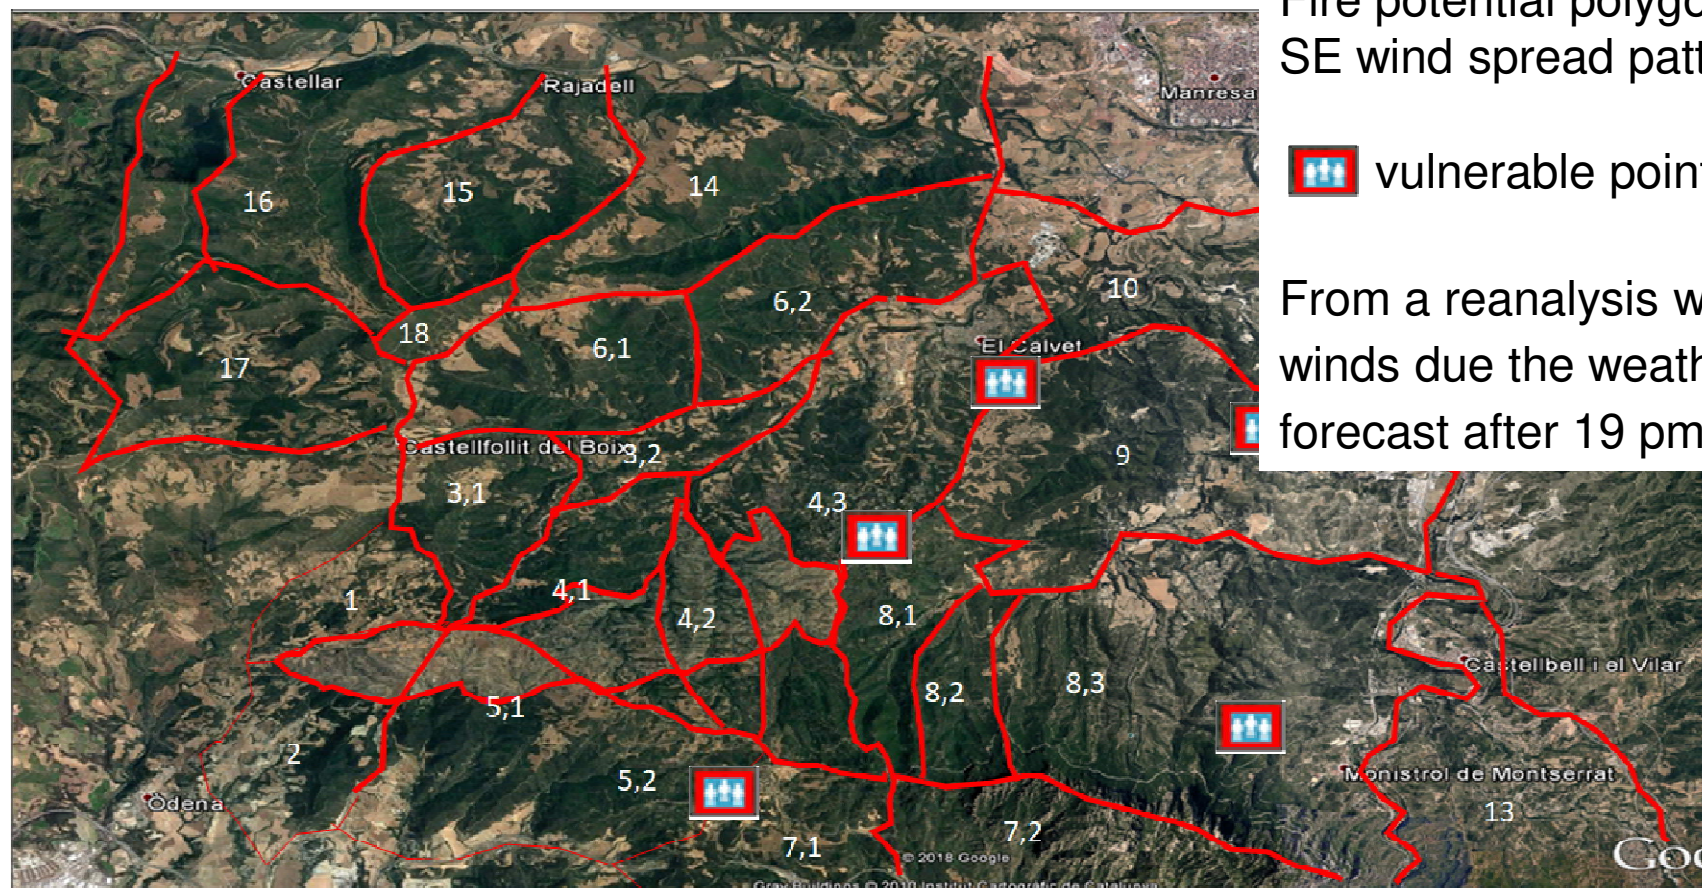 Fire potential
SE wind spread
vulnerable
From a reanalysis
winds due the
forecast after 19 pm
Castellar
Rajadell
Manresa
16
15
14
10
6,2
18
6,1
El Calvet
17
Castellfollit del Boix
3,2
9
3,1
4,3
4,1
1
4,2
8,1
Castellbell i el Vilar
8,2
8,3
5,1
2
5,2
Monistrol de Montserrat
Òdena
13
7,2
7,1
© 2018 Google